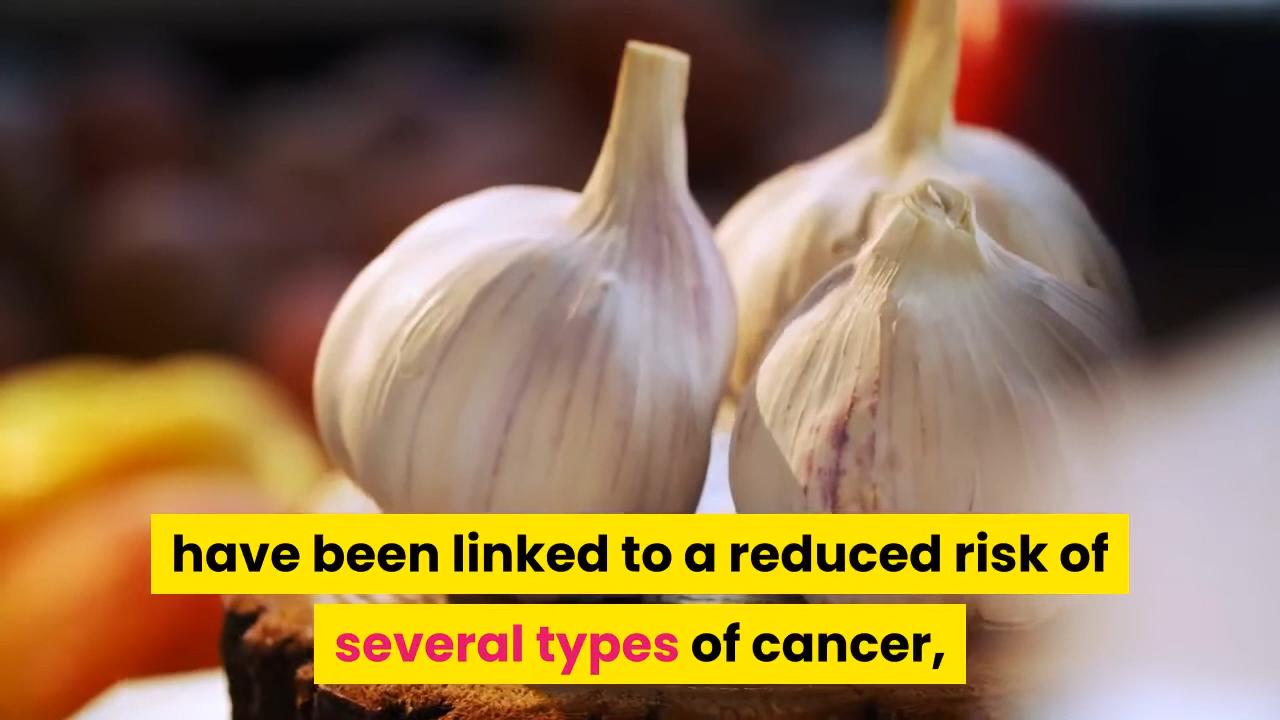 have been linked to a reduced risk of
several types of cancer,